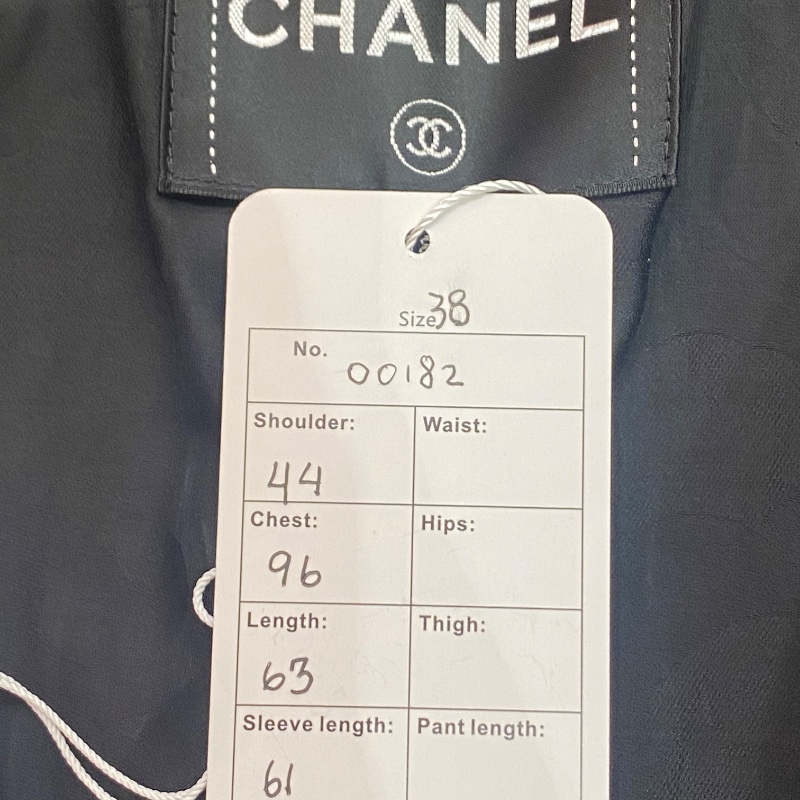 CHANEL
Size 38
No. 00182
Shoulder: Waist:
44
Chest: Hips:
96
Length: Thigh:
63
Sleeve length: Pant length:
61